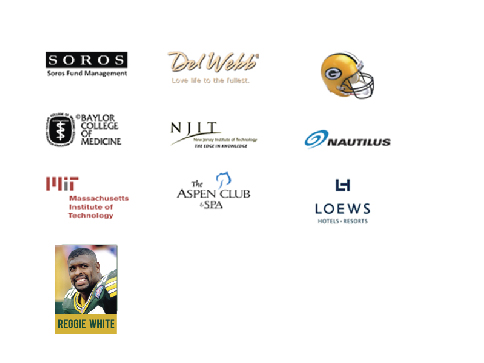 SOROS
Soros Fund Management
Del Webb®
Love life to the fullest.
G
BAYLOR
COLLEGE
OF
MEDICINE
NJIT
New Jersey Institute of Technology
THE EDGE IN KNOWLEDGE
NAUTILUS
MIT
Massachusetts
Institute of
Technology
The
ASPEN CLUB
& SPA
LOEWS
HOTELS & RESORTS
REGGIE WHITE